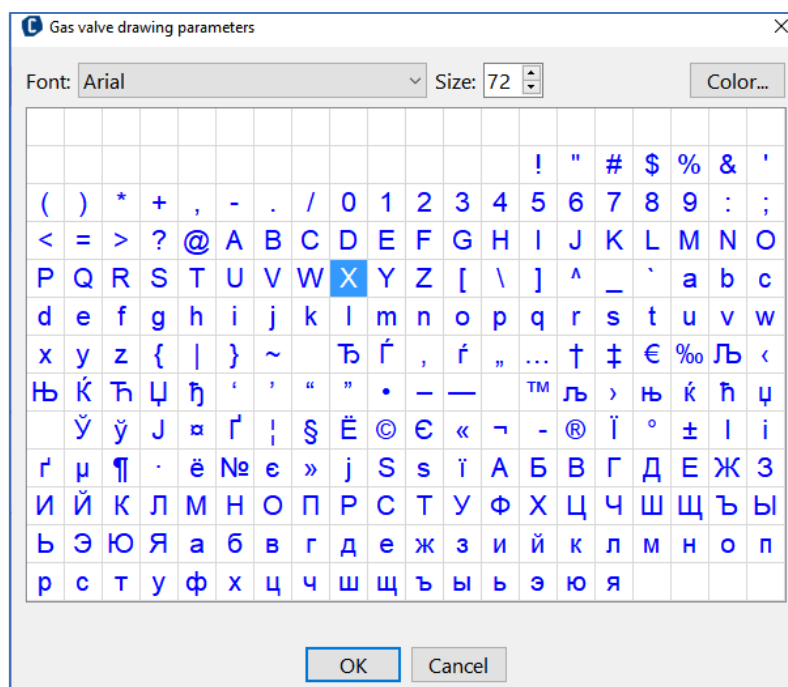 Gas valve drawing parameters
Font: Arial Size: 72 Color...
! " # $ % & '
( ) * + , - . / 0 1 2 3 4 5 6 7 8 9 : ;
< = > ? @ A B C D E F G H I J K L M N O
P Q R S T U V W X Y Z [ \ ] ^ _ ` a b c
d e f g h i j k l m n o p q r s t u v w
x y z { | } ~ Ђ Ѓ ‚ ѓ „ … † ‡ € ‰ Љ ‹
Њ Ќ Ћ Џ ђ ‘ ’ “ ” • – — ™ љ › њ ќ ћ џ
Ў ў Ј ¤ Ґ ¦ § Ё © Є « ¬ - ® Ї ° ± І і
ґ µ ¶ · ё № є » ј Ѕ ѕ ї А Б В Г Д Е Ж З
И Й К Л М Н О П Р С Т У Ф Х Ц Ч Ш Щ Ъ Ы
Ь Э Ю Я а б в г д е ж з и й к л м н о п
р с т у ф х ц ч ш щ ъ ы ь э ю я
OK Cancel